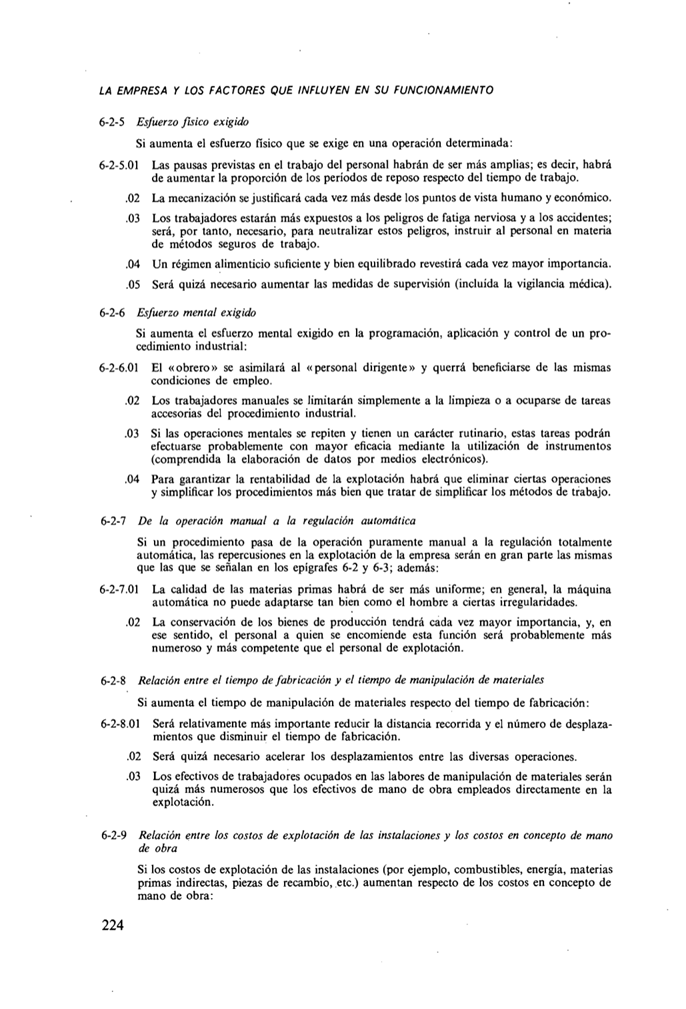 LA EMPRESA Y LOS FACTORES QUE INFLUYEN EN SU FUNCIONAMIENTO
6-2-5 Esfuerzo físico exigido
Si aumenta el esfuerzo físico que se exige en una operación determinada:
6-2-5.01 Las pausas previstas en el trabajo del personal habrán de ser más amplias; es decir, habrá
de aumentar la proporción de los períodos de reposo respecto del tiempo de trabajo.
.02 La mecanización se justificará cada vez más desde los puntos de vista humano y económico.
.03 Los trabajadores estarán más expuestos a los peligros de fatiga nerviosa y a los accidentes;
será, por tanto, necesario, para neutralizar estos peligros, instruir al personal en materia
de métodos seguros de trabajo.
.04 Un régimen alimenticio suficiente y bien equilibrado revestirá cada vez mayor importancia.
.05 Será quizá necesario aumentar las medidas de supervisión (incluída la vigilancia médica).
6-2-6 Esfuerzo mental exigido
Si aumenta el esfuerzo mental exigido en la programación, aplicación y control de un pro-
cedimiento industrial:
6-2-6.01 El «obrero» se asimilará al «personal dirigente» y querrá beneficiarse de las mismas
condiciones de empleo.
.02 Los trabajadores manuales se limitarán simplemente a la limpieza o a ocuparse de tareas
accesorias del procedimiento industrial.
.03 Si las operaciones mentales se repiten y tienen un carácter rutinario, estas tareas podrán
efectuarse probablemente con mayor eficacia mediante la utilización de instrumentos
(comprendida la elaboración de datos por medios electrónicos).
.04 Para garantizar la rentabilidad de la explotación habrá que eliminar ciertas operaciones
y simplificar los procedimientos más bien que tratar de simplificar los métodos de trabajo.
6-2-7 De la operación manual a la regulación automática
Si un procedimiento pasa de la operación puramente manual a la regulación totalmente
automática, las repercusiones en la explotación de la empresa serán en gran parte las mismas
que las que se señalan en los epígrafes 6-2 y 6-3; además:
6-2-7.01 La calidad de las materias primas habrá de ser más uniforme; en general, la máquina
automática no puede adaptarse tan bien como el hombre a ciertas irregularidades.
.02 La conservación de los bienes de producción tendrá cada vez mayor importancia, y, en
ese sentido, el personal a quien se encomiende esta función será probablemente más
numeroso y más competente que el personal de explotación.
6-2-8 Relación entre el tiempo de fabricación y el tiempo de manipulación de materiales
Si aumenta el tiempo de manipulación de materiales respecto del tiempo de fabricación:
6-2-8.01 Será relativamente más importante reducir la distancia recorrida y el número de desplaza-
mientos que disminuir el tiempo de fabricación.
.02 Será quizá necesario acelerar los desplazamientos entre las diversas operaciones.
.03 Los efectivos de trabajadores ocupados en las labores de manipulación de materiales serán
quizá más numerosos que los efectivos de mano de obra empleados directamente en la
explotación.
6-2-9 Relación entre los costos de explotación de las instalaciones y los costos en concepto de mano
de obra
Si los costos de explotación de las instalaciones (por ejemplo, combustibles, energía, materias
primas indirectas, piezas de recambio, etc.) aumentan respecto de los costos en concepto de
mano de obra:
224